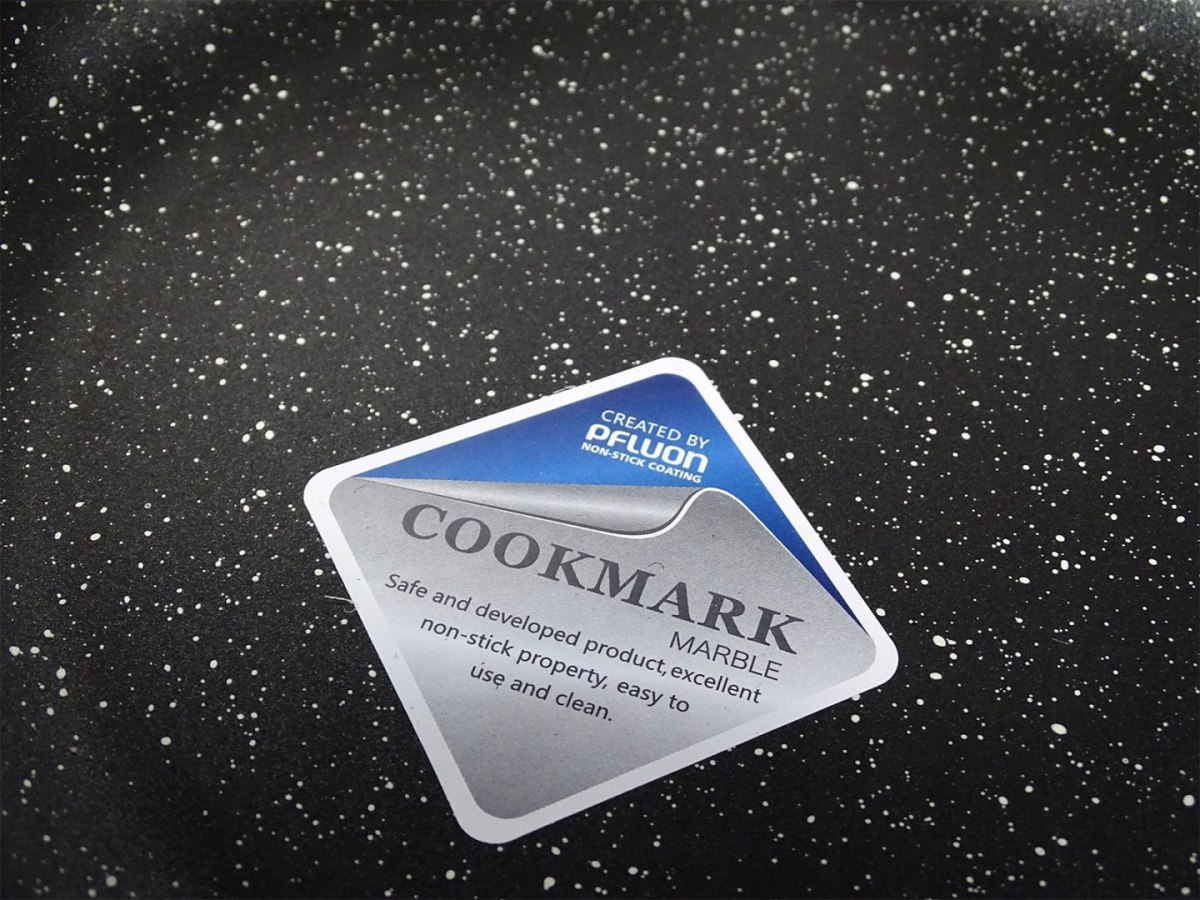 CREATED BY
PFLUON
NON-STICK COATING
COOKMARK
MARBLE
Safe and developed product, excellent
non-stick property, easy to
use and clean.